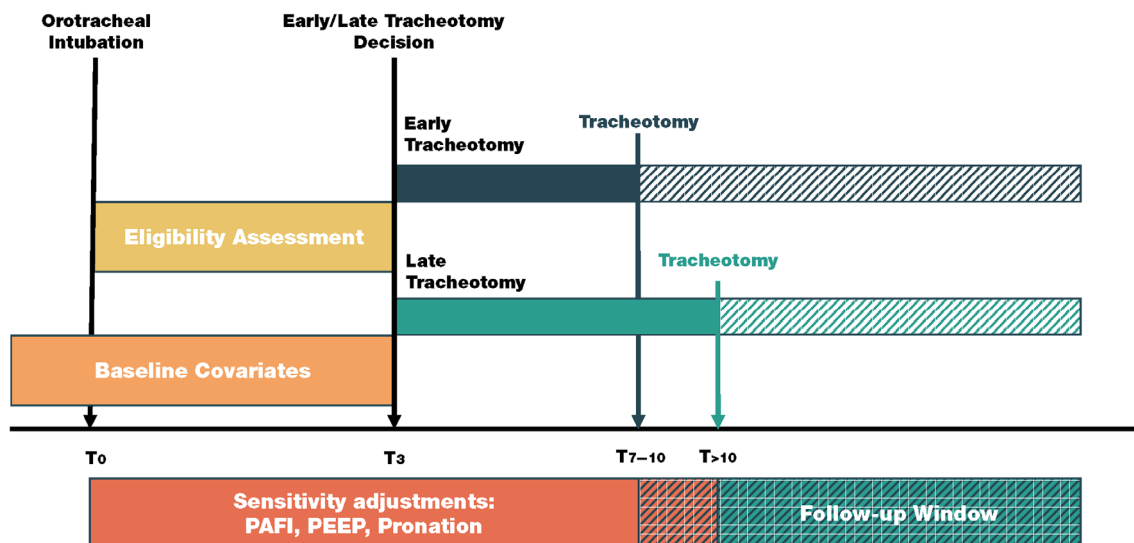 Orotracheal
Intubation
Early/Late Tracheotomy
Decision
Early
Tracheotomy
Tracheotomy
Eligibility Assessment
Late
Tracheotomy
Tracheotomy
Baseline Covariates
T0
T3
T7–10
T>10
Sensitivity adjustments:
PAFI, PEEP, Pronation
Follow-up Window